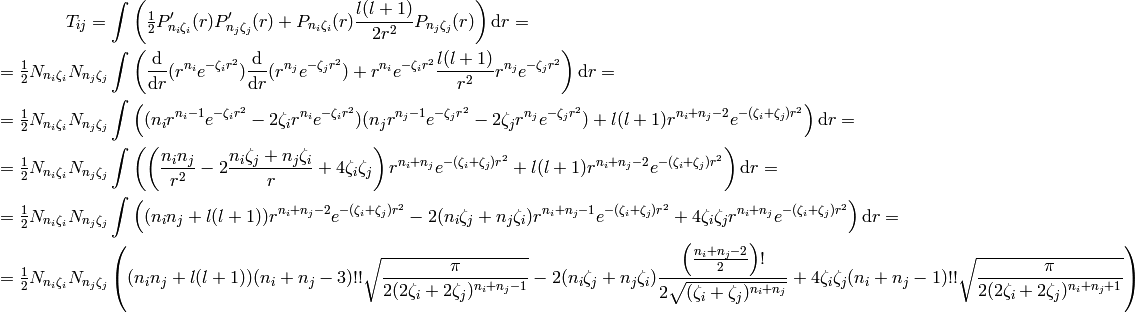 T_{ij} = \int \left( \frac{1}{2} P'_{n_i\zeta_i}(r) P'_{n_j\zeta_j}(r) + P_{n_i\zeta_i}(r) \frac{l(l+1)}{2r^2} P_{n_j\zeta_j}(r) \right) \mathrm{d}r =
= \frac{1}{2} N_{n_i\zeta_i} N_{n_j\zeta_j} \int \left( \frac{\mathrm{d}}{\mathrm{d}r}(r^{n_i} e^{-\zeta_i r^2}) \frac{\mathrm{d}}{\mathrm{d}r}(r^{n_j} e^{-\zeta_j r^2}) + r^{n_i} e^{-\zeta_i r^2} \frac{l(l+1)}{r^2} r^{n_j} e^{-\zeta_j r^2} \right) \mathrm{d}r =
= \frac{1}{2} N_{n_i\zeta_i} N_{n_j\zeta_j} \int \left( (n_i r^{n_i-1} e^{-\zeta_i r^2} - 2\zeta_i r^{n_i} e^{-\zeta_i r^2})(n_j r^{n_j-1} e^{-\zeta_j r^2} - 2\zeta_j r^{n_j} e^{-\zeta_j r^2}) + l(l+1) r^{n_i+n_j-2} e^{-(\zeta_i+\zeta_j)r^2} \right) \mathrm{d}r =
= \frac{1}{2} N_{n_i\zeta_i} N_{n_j\zeta_j} \int \left( \left( \frac{n_i n_j}{r^2} - 2\frac{n_i\zeta_j + n_j\zeta_i}{r} + 4\zeta_i\zeta_j \right) r^{n_i+n_j} e^{-(\zeta_i+\zeta_j)r^2} + l(l+1) r^{n_i+n_j-2} e^{-(\zeta_i+\zeta_j)r^2} \right) \mathrm{d}r =
= \frac{1}{2} N_{n_i\zeta_i} N_{n_j\zeta_j} \int \left( (n_i n_j + l(l+1)) r^{n_i+n_j-2} e^{-(\zeta_i+\zeta_j)r^2} - 2(n_i\zeta_j + n_j\zeta_i) r^{n_i+n_j-1} e^{-(\zeta_i+\zeta_j)r^2} + 4\zeta_i\zeta_j r^{n_i+n_j} e^{-(\zeta_i+\zeta_j)r^2} \right) \mathrm{d}r =
= \frac{1}{2} N_{n_i\zeta_i} N_{n_j\zeta_j} \left( (n_i n_j + l(l+1))(n_i+n_j-3)!! \sqrt{\frac{\pi}{2(2\zeta_i+2\zeta_j)^{n_i+n_j-1}}} - 2(n_i\zeta_j + n_j\zeta_i) \frac{\left(\frac{n_i+n_j-2}{2}\right)!}{2\sqrt{(\zeta_i+\zeta_j)^{n_i+n_j}}} + 4\zeta_i\zeta_j (n_i+n_j-1)!! \sqrt{\frac{\pi}{2(2\zeta_i+2\zeta_j)^{n_i+n_j+1}}} \right)